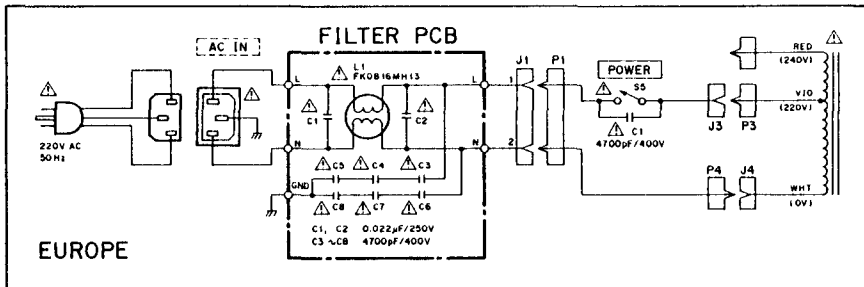 FILTER PCB
AC IN
L1
FK0B16MH13
L
L
C1
C2
N
N
C5
C4
C3
GND
C8
C7
C6
C1, C2 0.022µF/250V
C3 ~C8 4700pF/400V
220V AC
50Hz
EUROPE
J1
P1
1
2
POWER
S5
C1
4700pF/400V
J3
P3
P4
J4
RED
(240V)
VIO
(220V)
WHT
(0V)